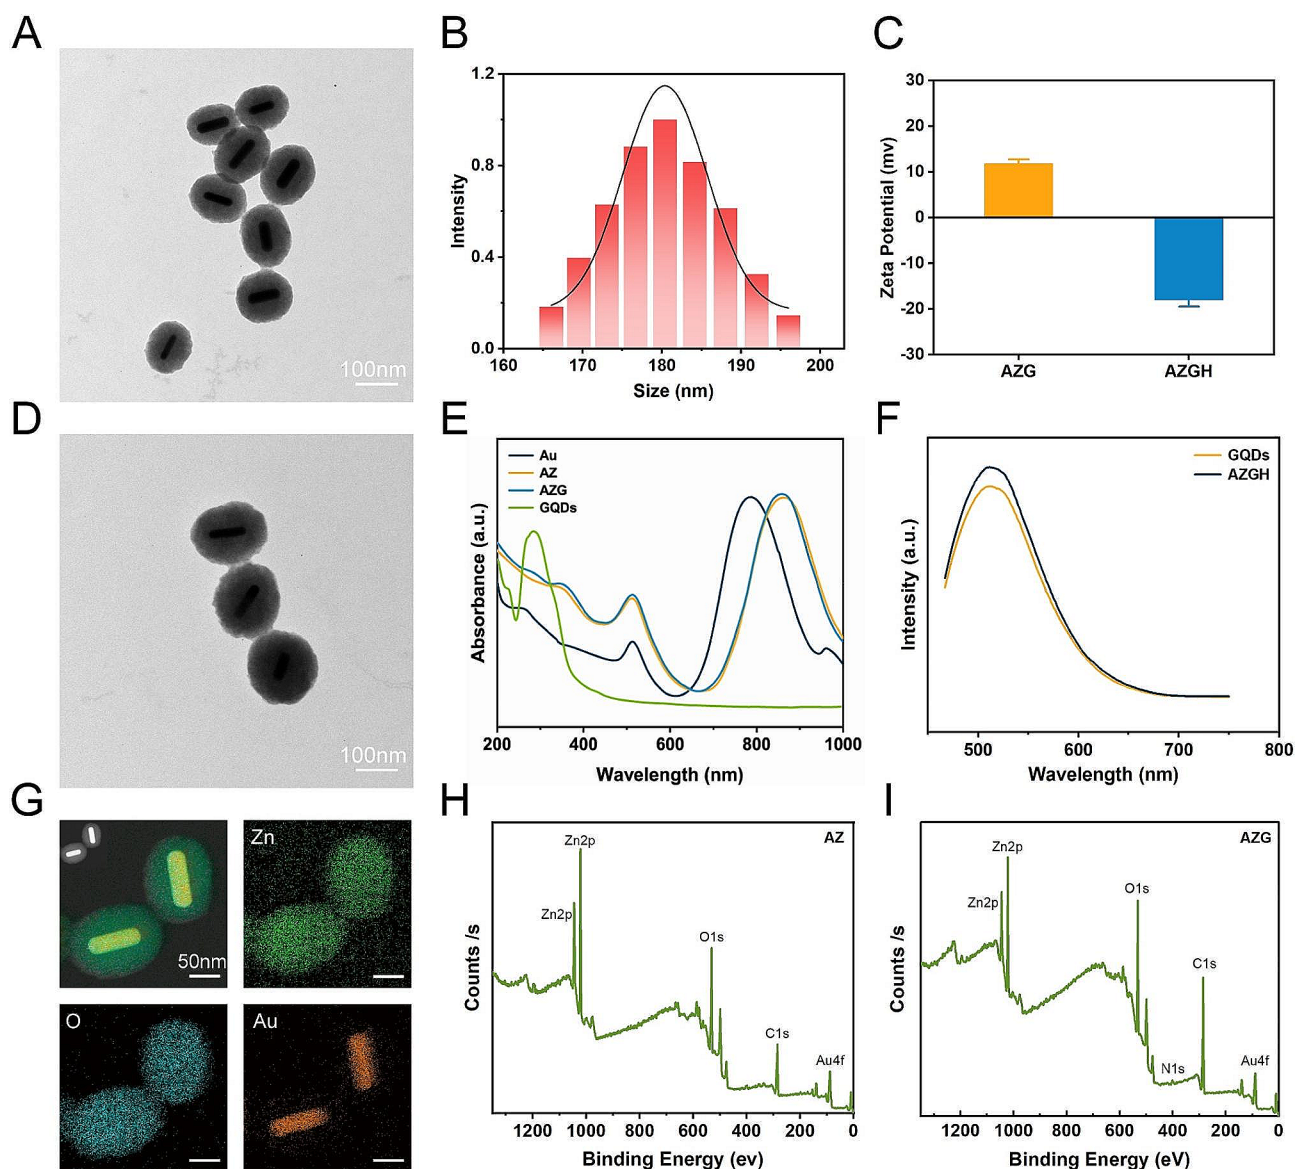 A
100nm
B
1.2
0.8
0.4
0.0
Intensity
160
170
180
190
200
Size (nm)
C
30
20
10
0
-10
-20
-30
Zeta Potential (mv)
AZG
AZGH
D
100nm
E
Au
AZ
AZG
GQDs
Absorbance (a.u.)
200
400
600
800
1000
Wavelength (nm)
F
GQDs
AZGH
Intensity (a.u.)
500
600
700
800
Wavelength (nm)
G
50nm
Zn
O
Au
H
AZ
Zn2p
Zn2p
O1s
C1s
Au4f
Counts /s
1200
1000
800
600
400
200
0
Binding Energy (ev)
I
AZG
Zn2p
Zn2p
O1s
C1s
N1s
Au4f
Counts /s
1200
1000
800
600
400
200
0
Binding Energy (eV)